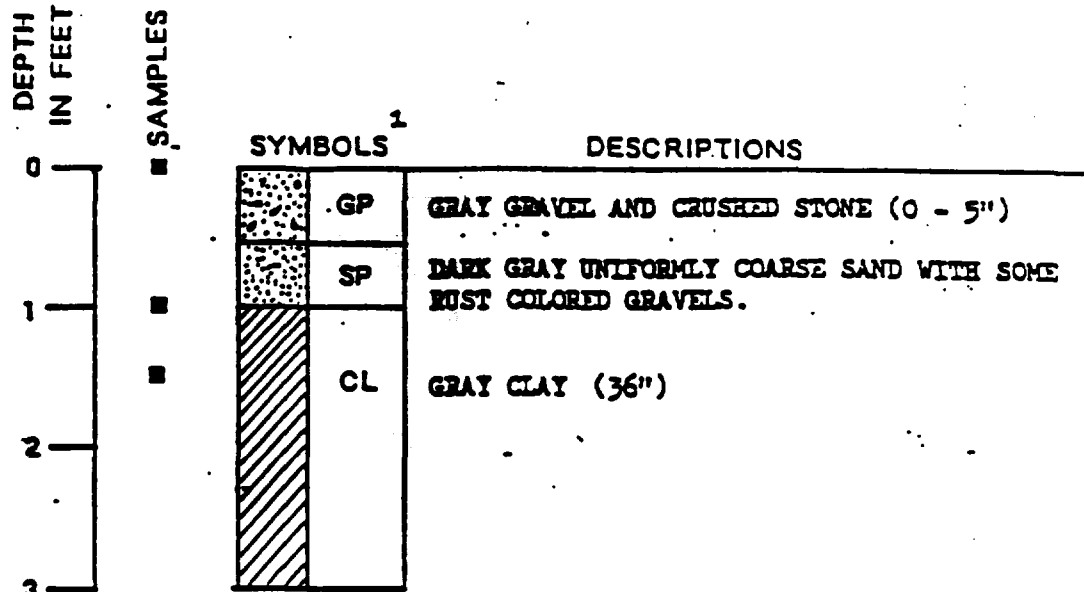 DEPTH
IN FEET
SAMPLES
SYMBOLS 1
DESCRIPTIONS
0
GP
GRAY GRAVEL AND CRUSHED STONE (0 - 5")
SP
DARK GRAY UNIFORMLY COARSE SAND WITH SOME
RUST COLORED GRAVELS.
1
CL
GRAY CLAY (36")
2
3